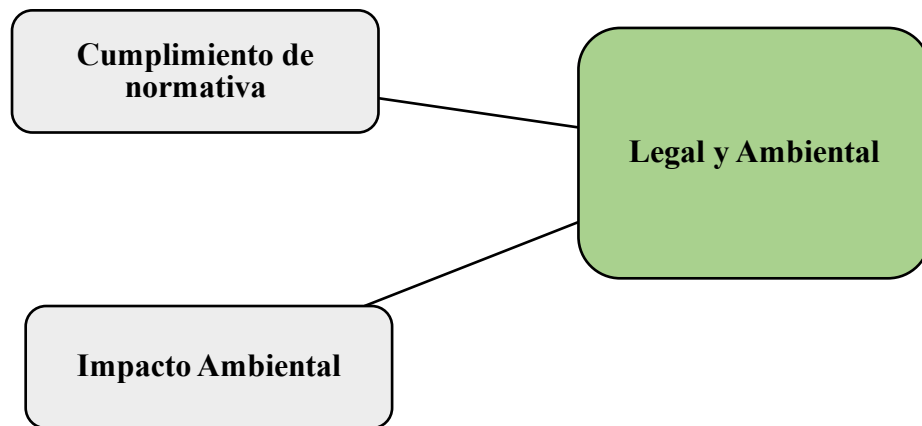 Cumplimiento de
normativa
Legal y Ambiental
Impacto Ambiental